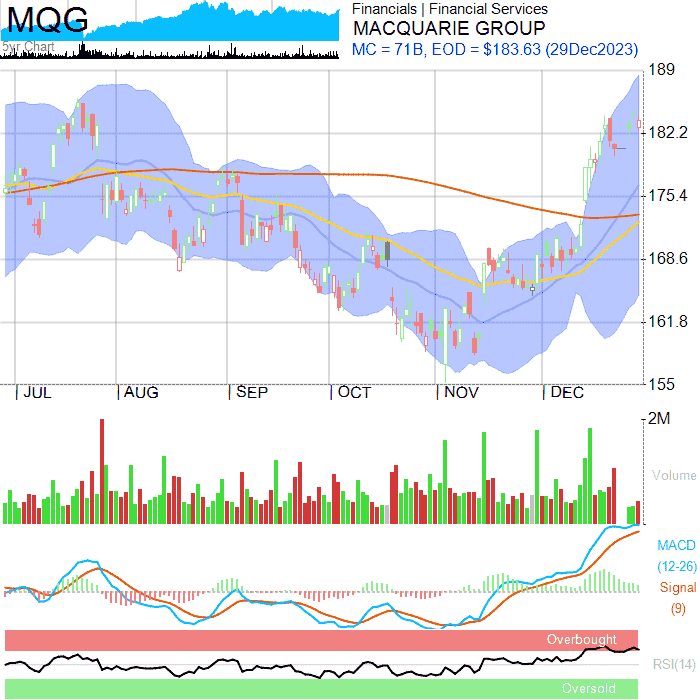 MQG
5yr Chart
Financials | Financial Services
MACQUARIE GROUP
MC = 71B, EOD = $183.63 (29Dec2023)
189
182.2
175.4
168.6
161.8
155
| JUL | AUG | SEP | OCT | NOV | DEC
2M
Volume
MACD
(12-26)
Signal
(9)
Overbought
RSI(14)
Oversold